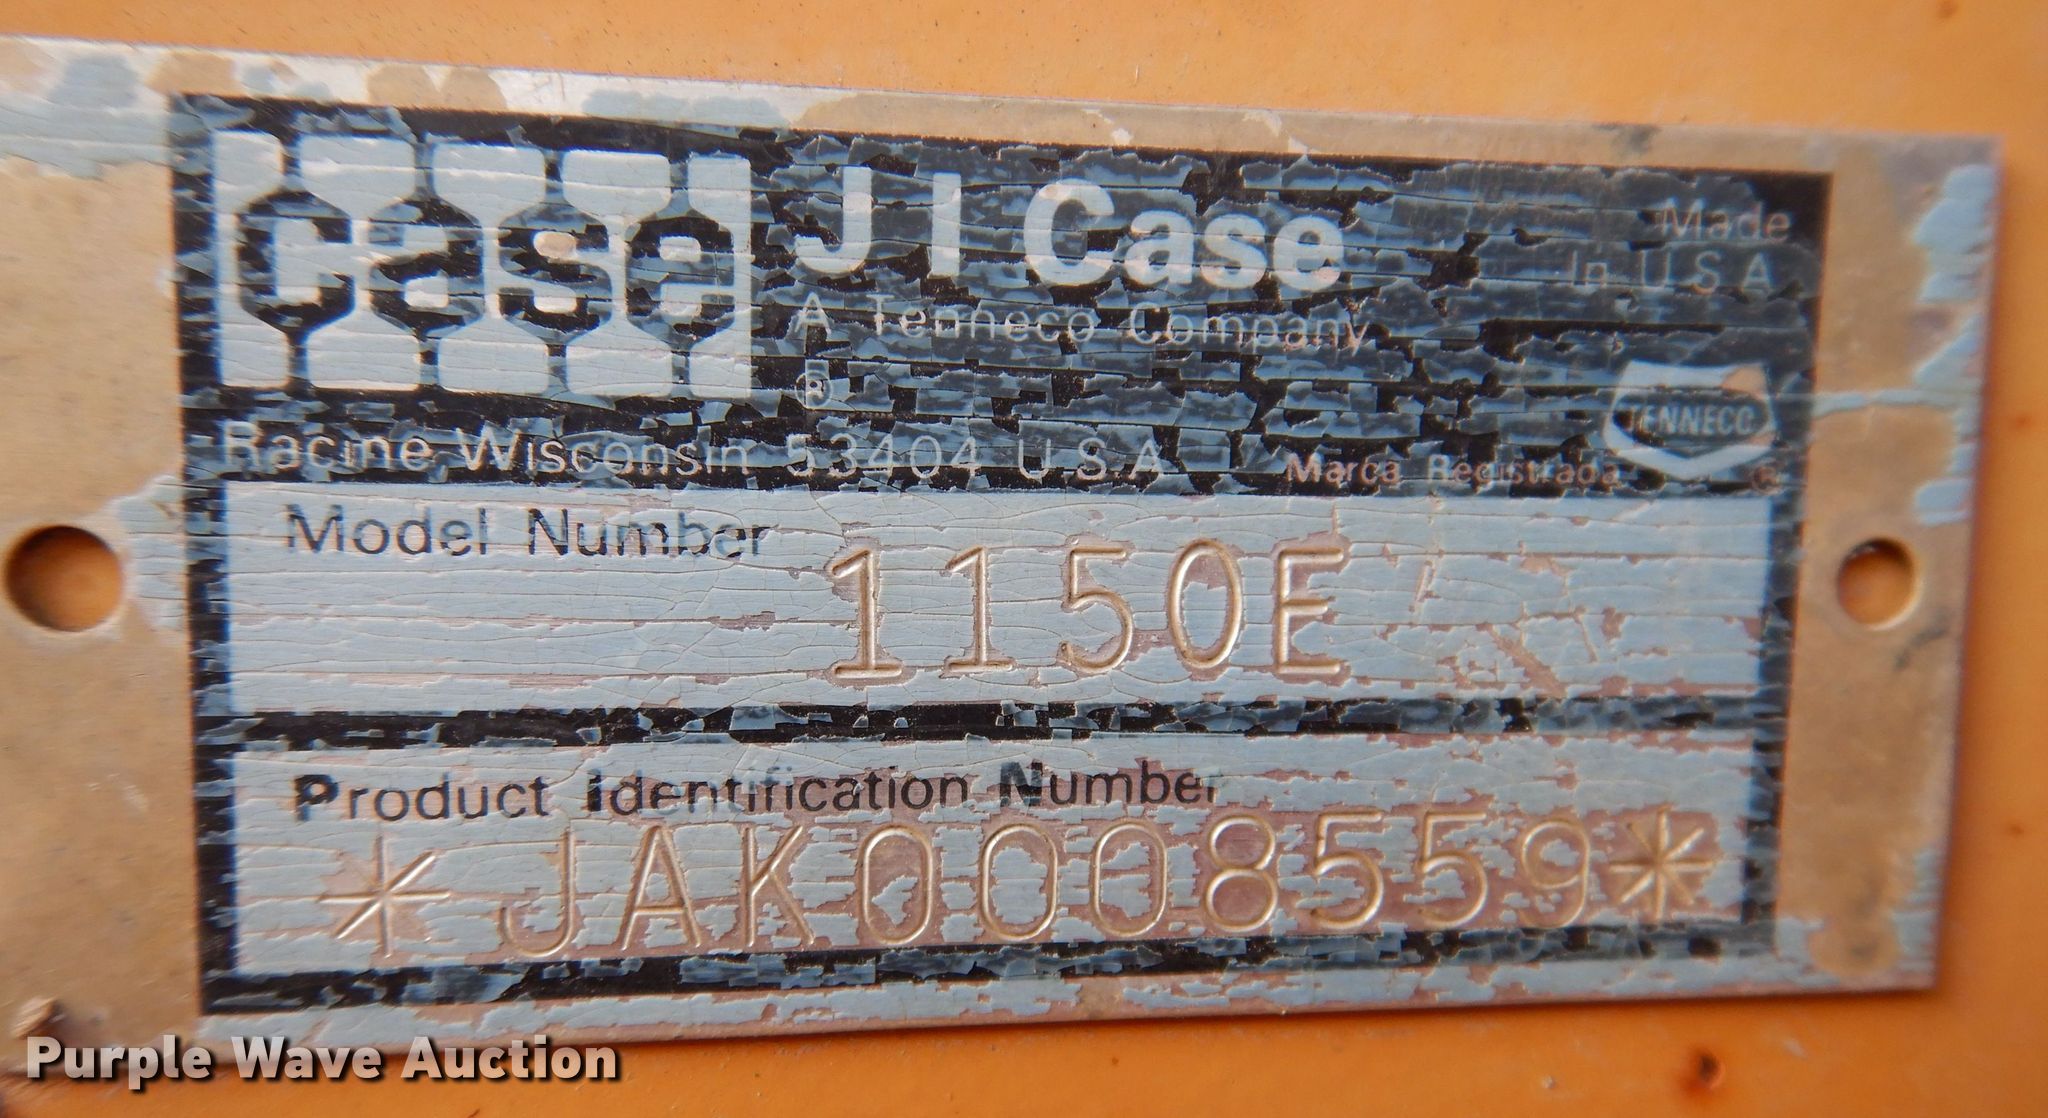 case
J I Case
Made
In U S A
A Tenneco Company
®
TENNECO
Racine Wisconsin 53404 U.S.A
Marca Registrada
®
Model Number
1150E
Product Identification Number
*JAK0008559*
Purple Wave Auction